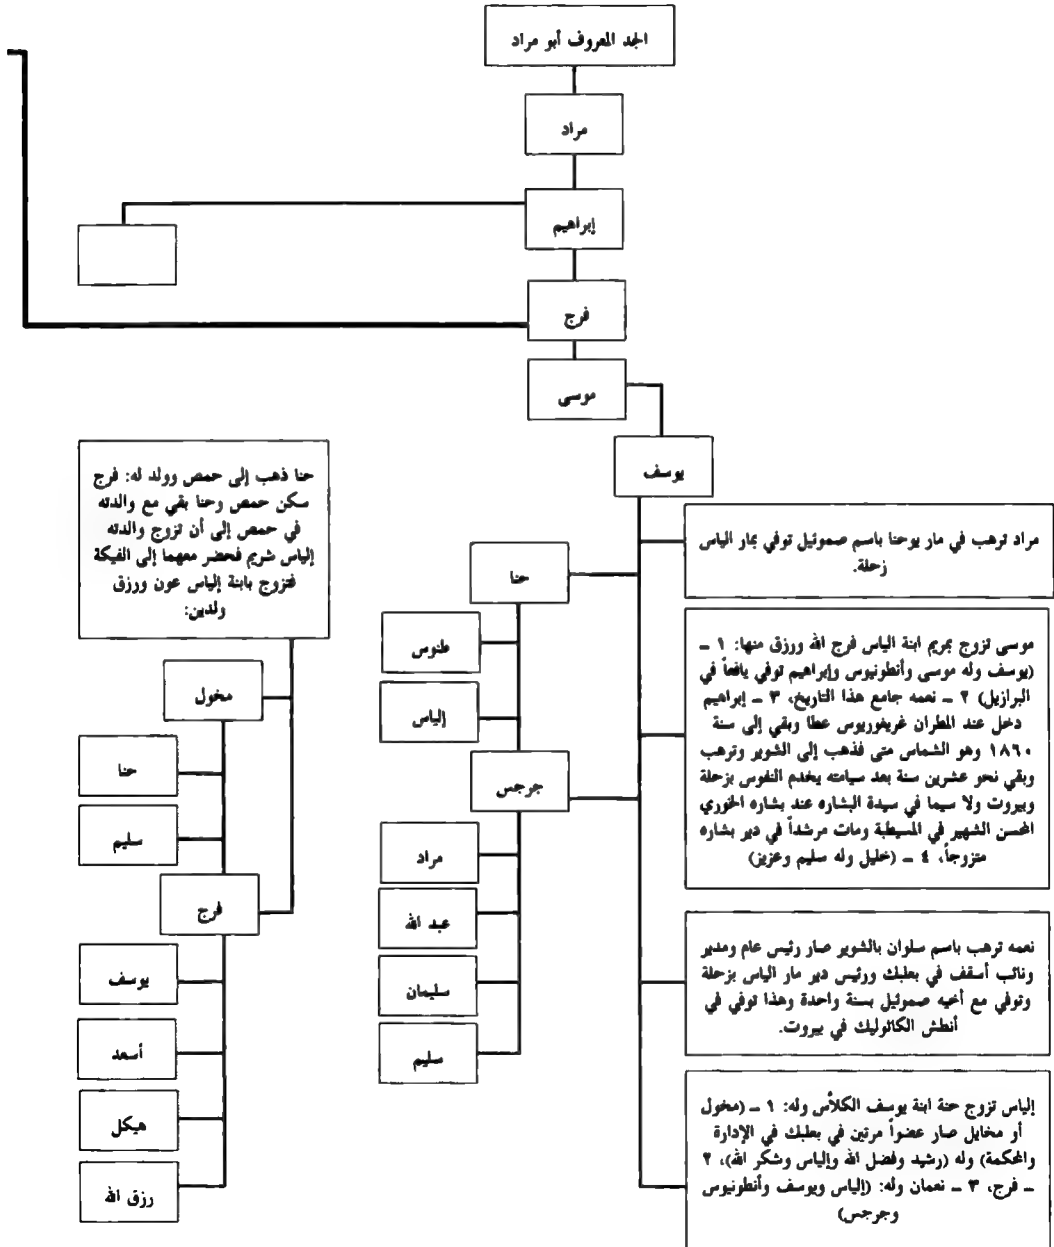 الجد المعروف أبو مراد
مراد
إبراهيم
فرج
موسى
يوسف
مراد ترهب في مار يوحنا باسم صموئيل توفي بمار الياس
زحلة.
حنا
طنوس
إلياس
موسى تزوج بمريم ابنة الياس فرج الله ورزق منها: ١ ـ
(يوسف وله موسى وأنطونيوس وإبراهيم توفي يافعاً في
البرازيل) ٢ ـ نعمه جامع هذا التاريخ، ٣ ـ إبراهيم
دخل عند المطران غريغوريوس عطا وبقي إلى سنة
١٨٦٠ وهو الشماس متى فذهب إلى الشوير وترهب
وبقي نحو عشرين سنة بعد سيامته يخدم النفوس بزحلة
وبيروت ولا سيما في سيدة البشاره عند بشاره الخوري
المحسن الشهير في المسيطبة ومات مرشداً في دير بشاره
متزوجاً، ٤ ـ (خليل وله سليم وعزيز)
جرجس
مراد
عبد الله
سليمان
سليم
نعمه ترهب باسم سلوان بالشوير صار رئيس عام ومدير
ونائب أسقف في بعلبك ورئيس دير مار الياس بزحلة
وتوفي مع أخيه صموئيل بسنة واحدة وهذا توفي في
أنطش الكاثوليك في بيروت.
إلياس تزوج حنة ابنة يوسف الكلاّس وله: ١ ـ (مخول
أو مخايل صار عضواً مرتين في بعلبك في الإدارة
والمحكمة) وله (رشيد وفضل الله وإلياس وشكر الله)، ٢
ـ فرج، ٣ ـ نعمان وله: (إلياس ويوسف وأنطونيوس
وجرجس)
حنا ذهب إلى حمص وولد له: فرج
سكن حمص وحنا بقي مع والدته
في حمص إلى أن تزوج والدته
إلياس شريم فحضر معهما إلى الفيكة
فتزوج بابنة إلياس عون ورزق
ولدين:
مخول
حنا
سليم
فرج
يوسف
أسعد
هيكل
رزق الله